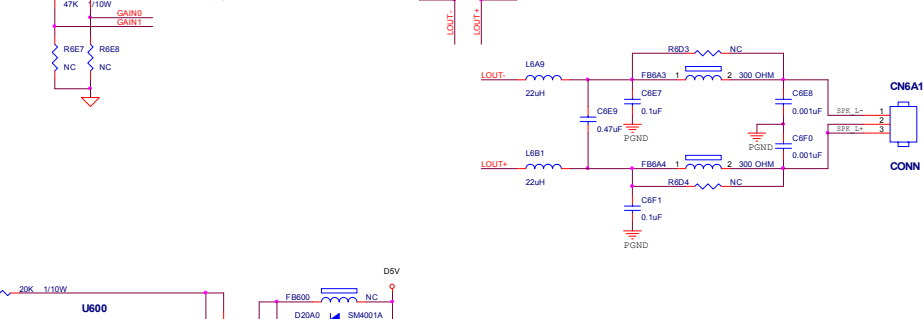 47K 1/10W
GAIN0
GAIN1
R6E7 R6E8
NC NC
LOUT- LOUT+
R6D3 NC
L6A9
LOUT-
22uH
FB6A3 1 2 300 OHM
C6E7
0.1uF
PGND
C6E9
0.47uF
C6E8
0.001uF
PGND
C6F0
0.001uF
CN6A1
SPK_L- 1
2
SPK_L+ 3
CONN
L6B1
LOUT+
22uH
FB6A4 1 2 300 OHM
R6D4 NC
C6F1
0.1uF
PGND
20K 1/10W
U600
D5V
FB600 NC
D20A0 SM4001A